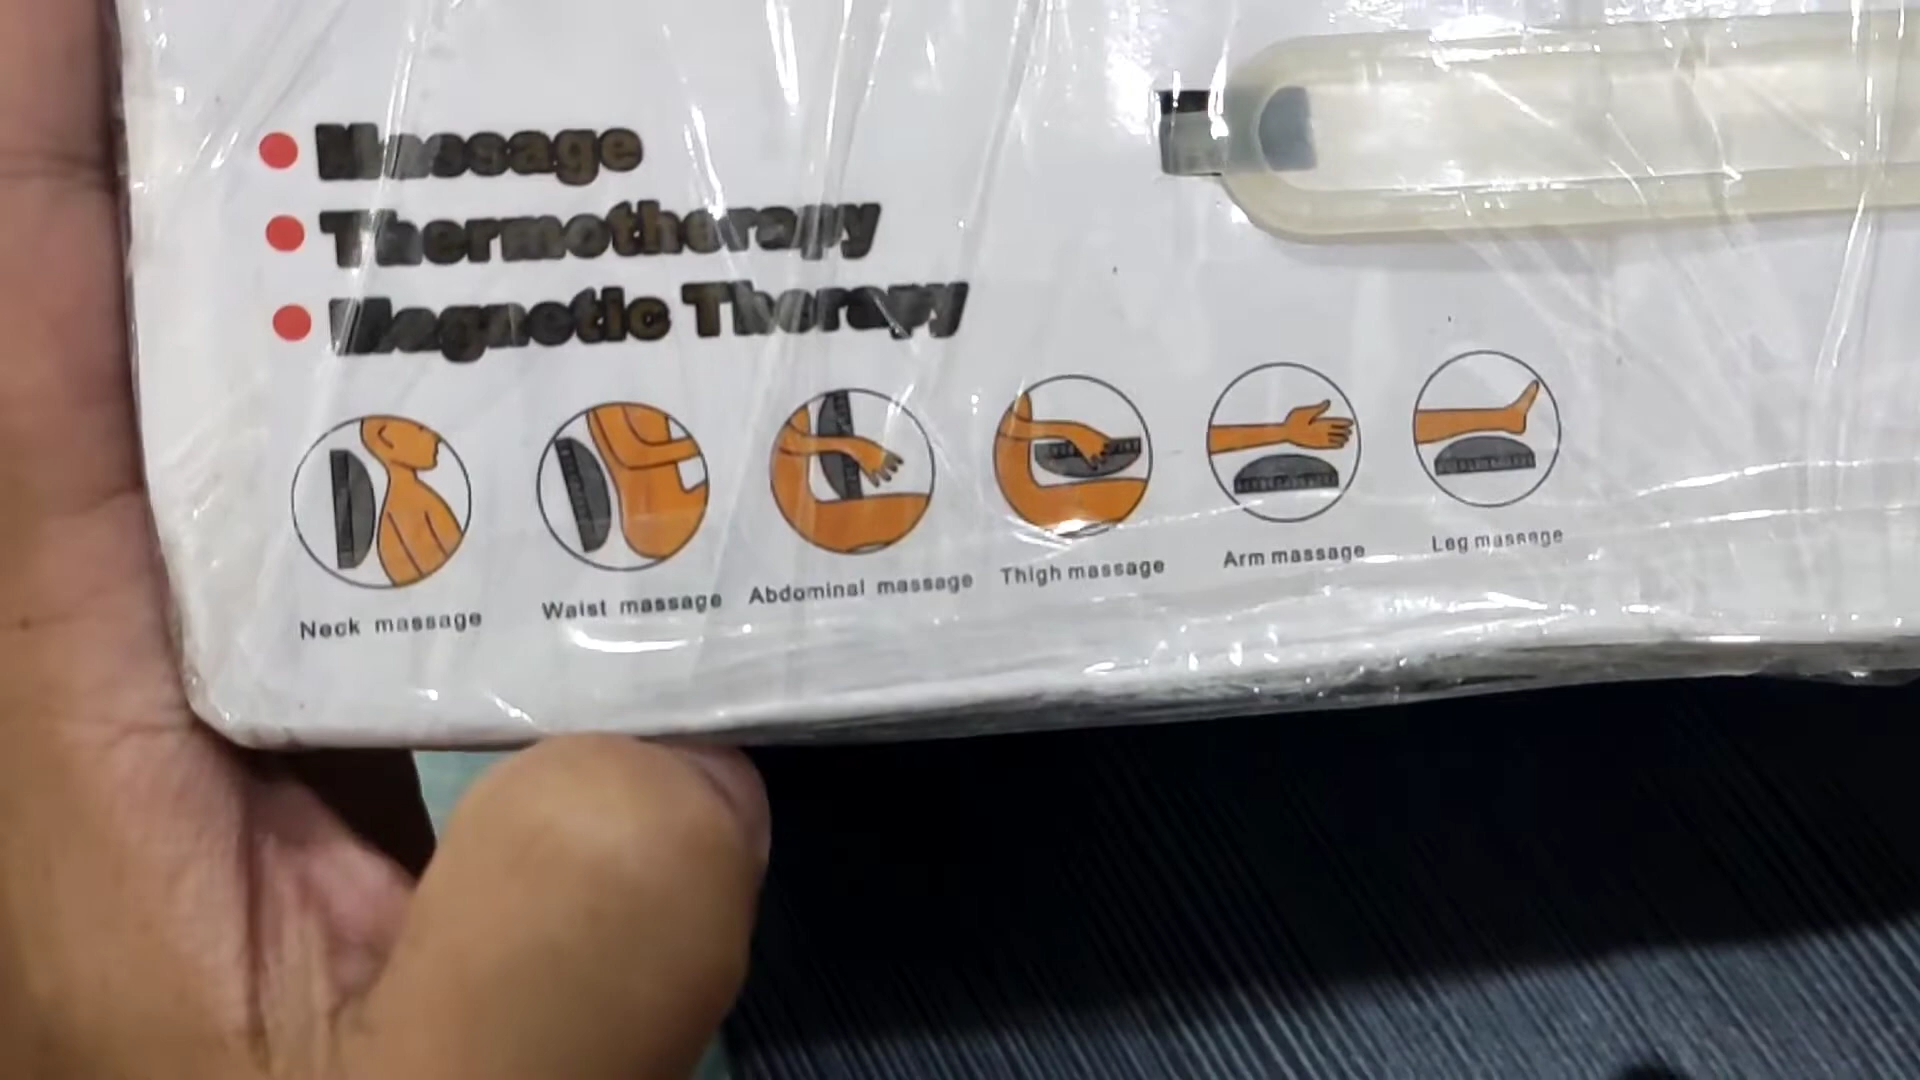 Massage
Thermotherapy
Magnetic Therapy
Neck massage
Waist massage
Abdominal massage
Thigh massage
Arm massage
Leg massage